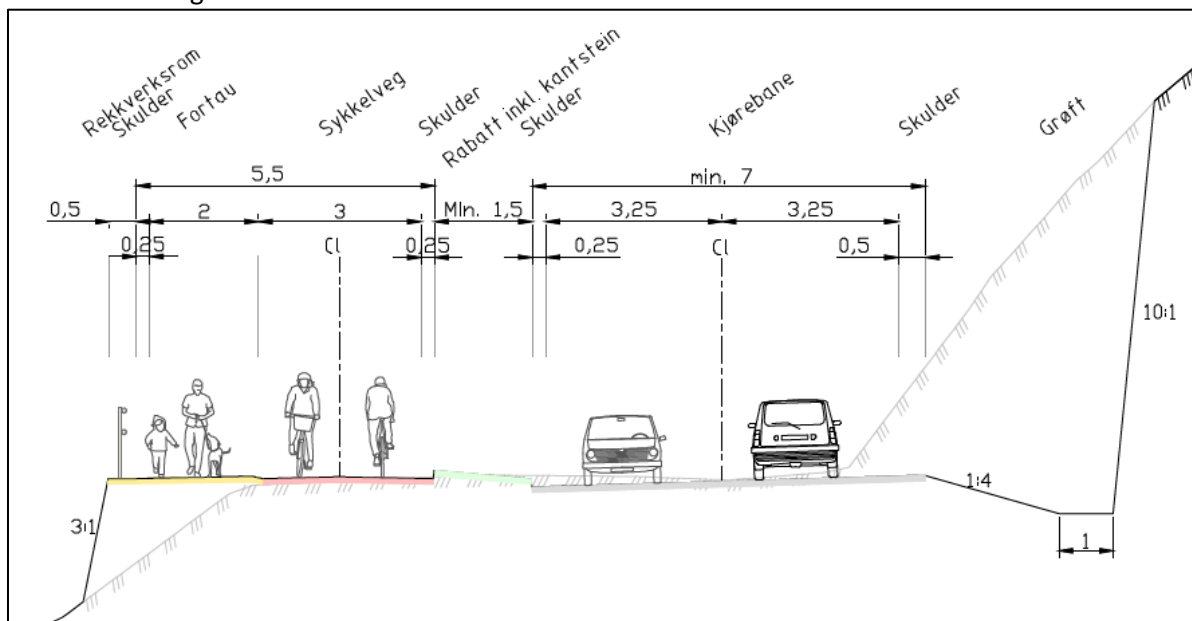 Rekkverksrom
Skulder
Fortau
Sykkelveg
Skulder
Rabatt inkl. kantstein
Skulder
Kjørebane
Skulder
Grøft
5,5
min. 7
0,5
2
3
MIn. 1,5
3,25
3,25
0,25
Cl
0,25
0,25
Cl
0,5
10:1
1:4
3:1
1